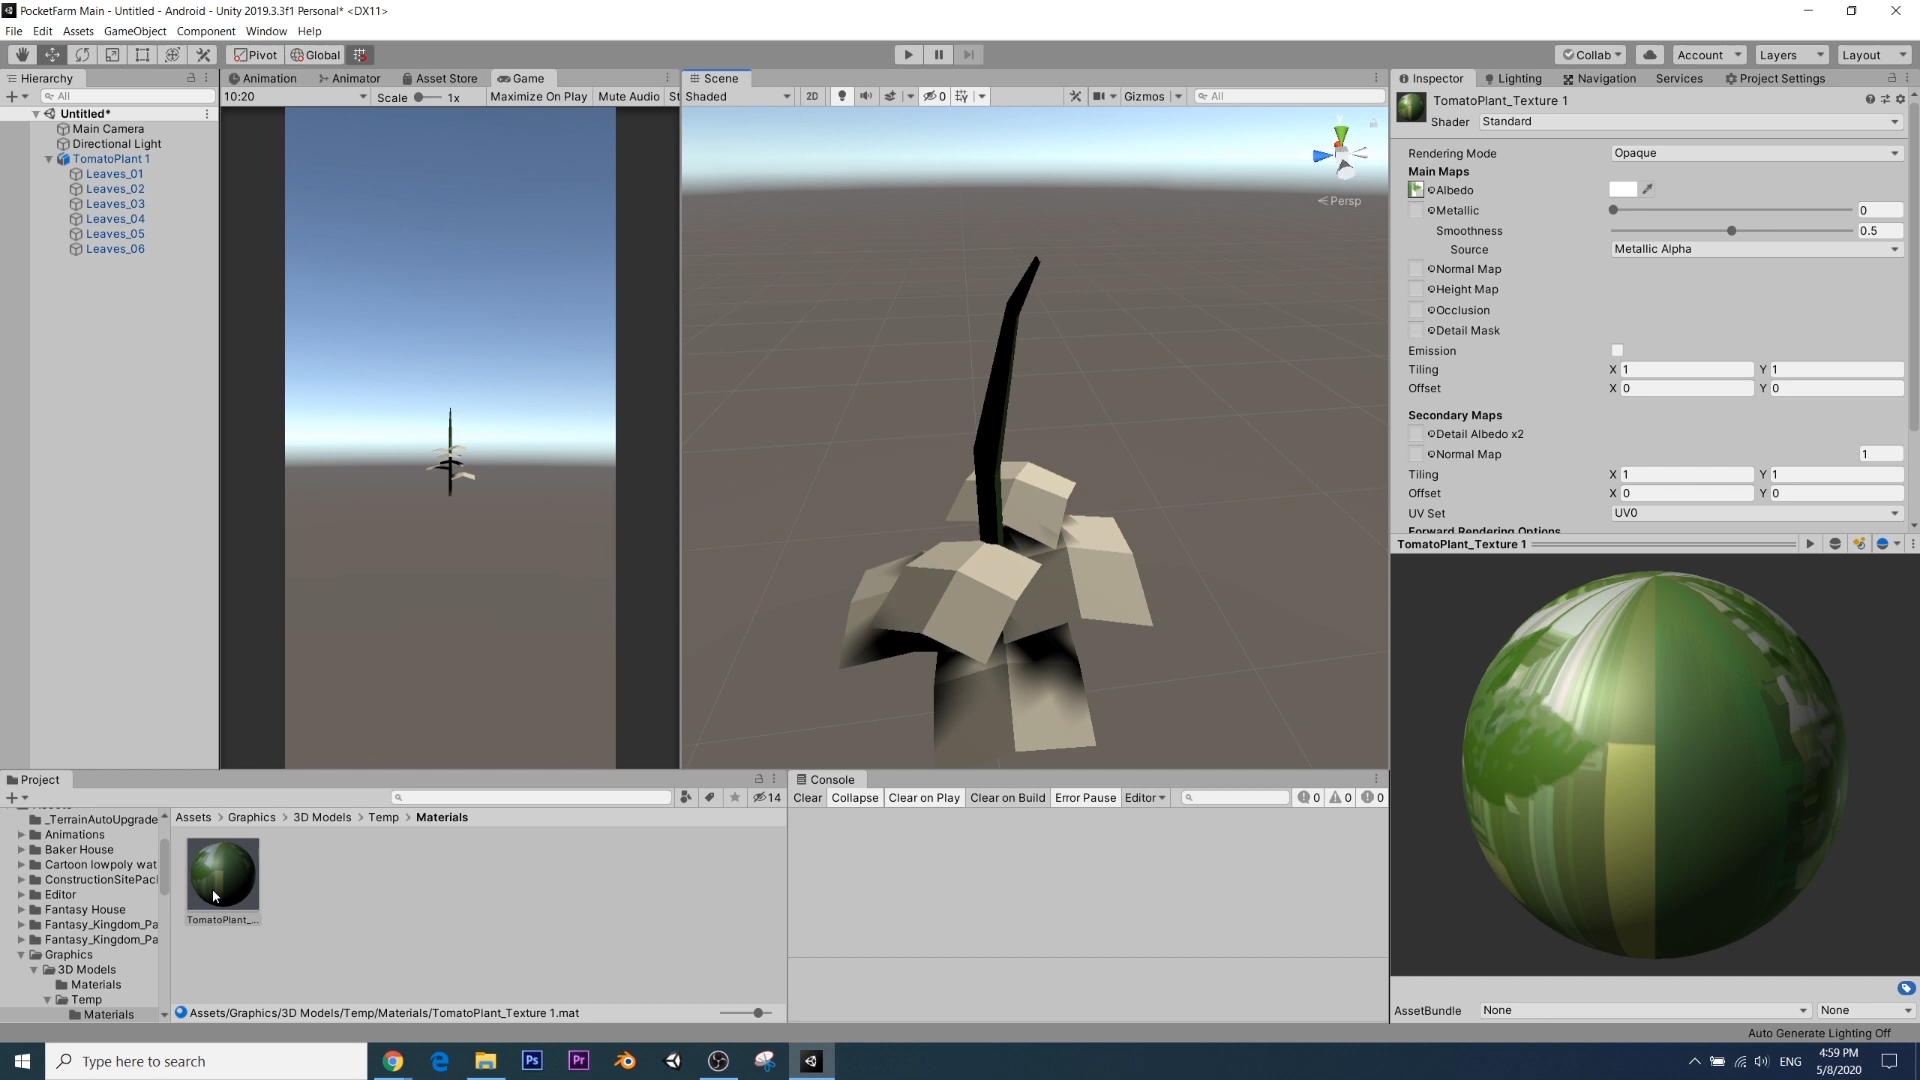 PocketFarm Main - Untitled - Android - Unity 2019.3.3f1 Personal* <DX11>
File Edit Assets GameObject Component Window Help
Pivot Global Collab Account Layers Layout
Hierarchy
All
Untitled*
Main Camera
Directional Light
TomatoPlant 1
Leaves_01
Leaves_02
Leaves_03
Leaves_04
Leaves_05
Leaves_06
Animation Animator Asset Store Game
10:20 Scale 1x Maximize On Play Mute Audio St
Scene
Shaded 2D 0 Gizmos All
y
Persp
Inspector Lighting Navigation Services Project Settings
TomatoPlant_Texture 1
Shader Standard
Rendering Mode Opaque
Main Maps
Albedo
Metallic 0
Smoothness 0.5
Source Metallic Alpha
Normal Map
Height Map
Occlusion
Detail Mask
Emission
Tiling X 1 Y 1
Offset X 0 Y 0
Secondary Maps
Detail Albedo x2
Normal Map 1
Tiling X 1 Y 1
Offset X 0 Y 0
UV Set UV0
Forward Rendering Options
TomatoPlant_Texture 1
AssetBundle None None
Auto Generate Lighting Off
Project
14
Assets
_TerrainAutoUpgrade
Animations
Baker House
Cartoon lowpoly wat
ConstructionSitePacl
Editor
Fantasy House
Fantasy_Kingdom_Pa
Fantasy_Kingdom_Pa
Graphics
3D Models
Materials
Temp
Materials
Assets > Graphics > 3D Models > Temp > Materials
TomatoPlant_...
Assets/Graphics/3D Models/Temp/Materials/TomatoPlant_Texture 1.mat
Console
Clear Collapse Clear on Play Clear on Build Error Pause Editor 0 0 0
Type here to search
Ps Pr
ENG
4:59 PM
5/8/2020